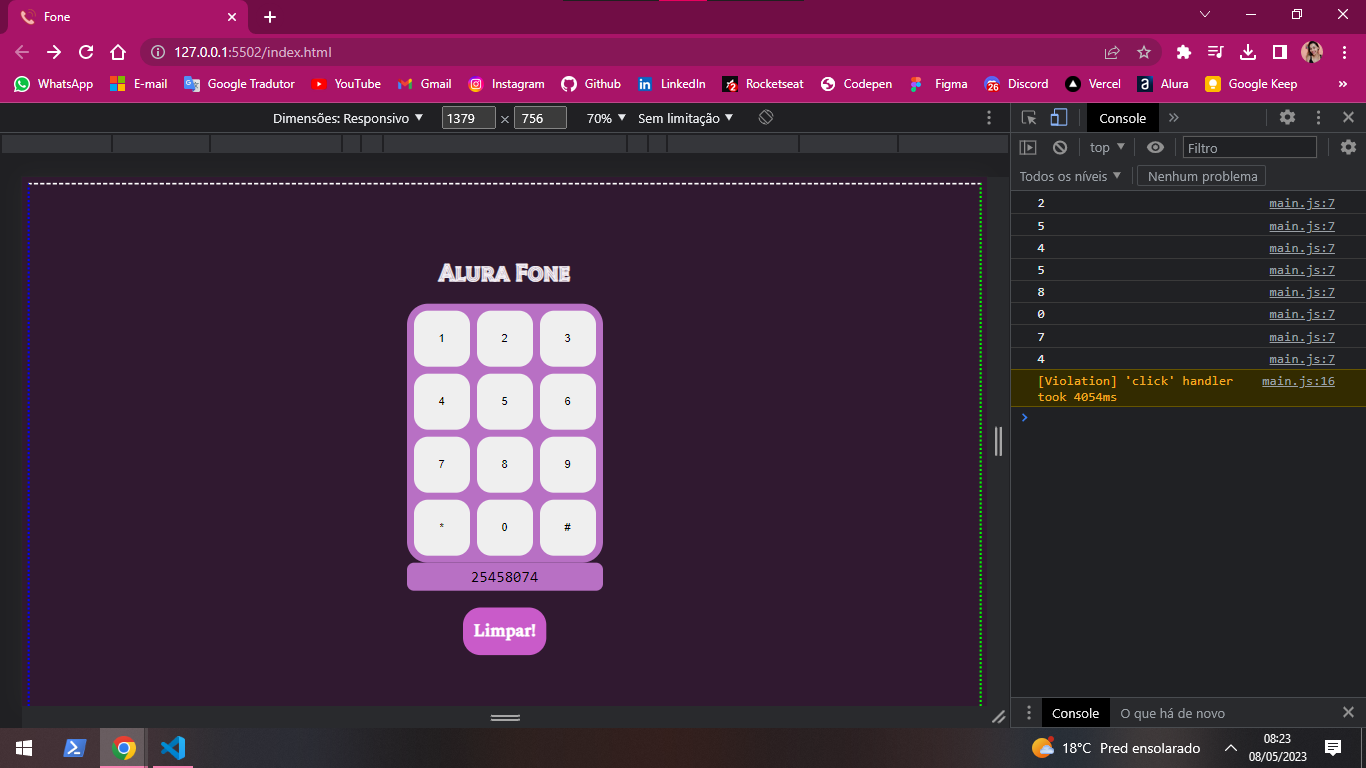 Fone
127.0.0.1:5502/index.html
WhatsApp E-mail Google Tradutor YouTube Gmail Instagram Github LinkedIn Rocketseat Codepen Figma 26 Discord Vercel a Alura Google Keep »
Dimensões: Responsivo ▼ 1379 × 756 70% ▼ Sem limitação ▼
Console »
top ▼ Filtro
Todos os níveis ▼ Nenhum problema
2 main.js:7
5 main.js:7
4 main.js:7
5 main.js:7
8 main.js:7
0 main.js:7
7 main.js:7
4 main.js:7
[Violation] 'click' handler main.js:16
took 4054ms
Alura Fone
1 2 3
4 5 6
7 8 9
* 0 #
25458074
Limpar!
Console O que há de novo
18°C Pred ensolarado 08:23
08/05/2023